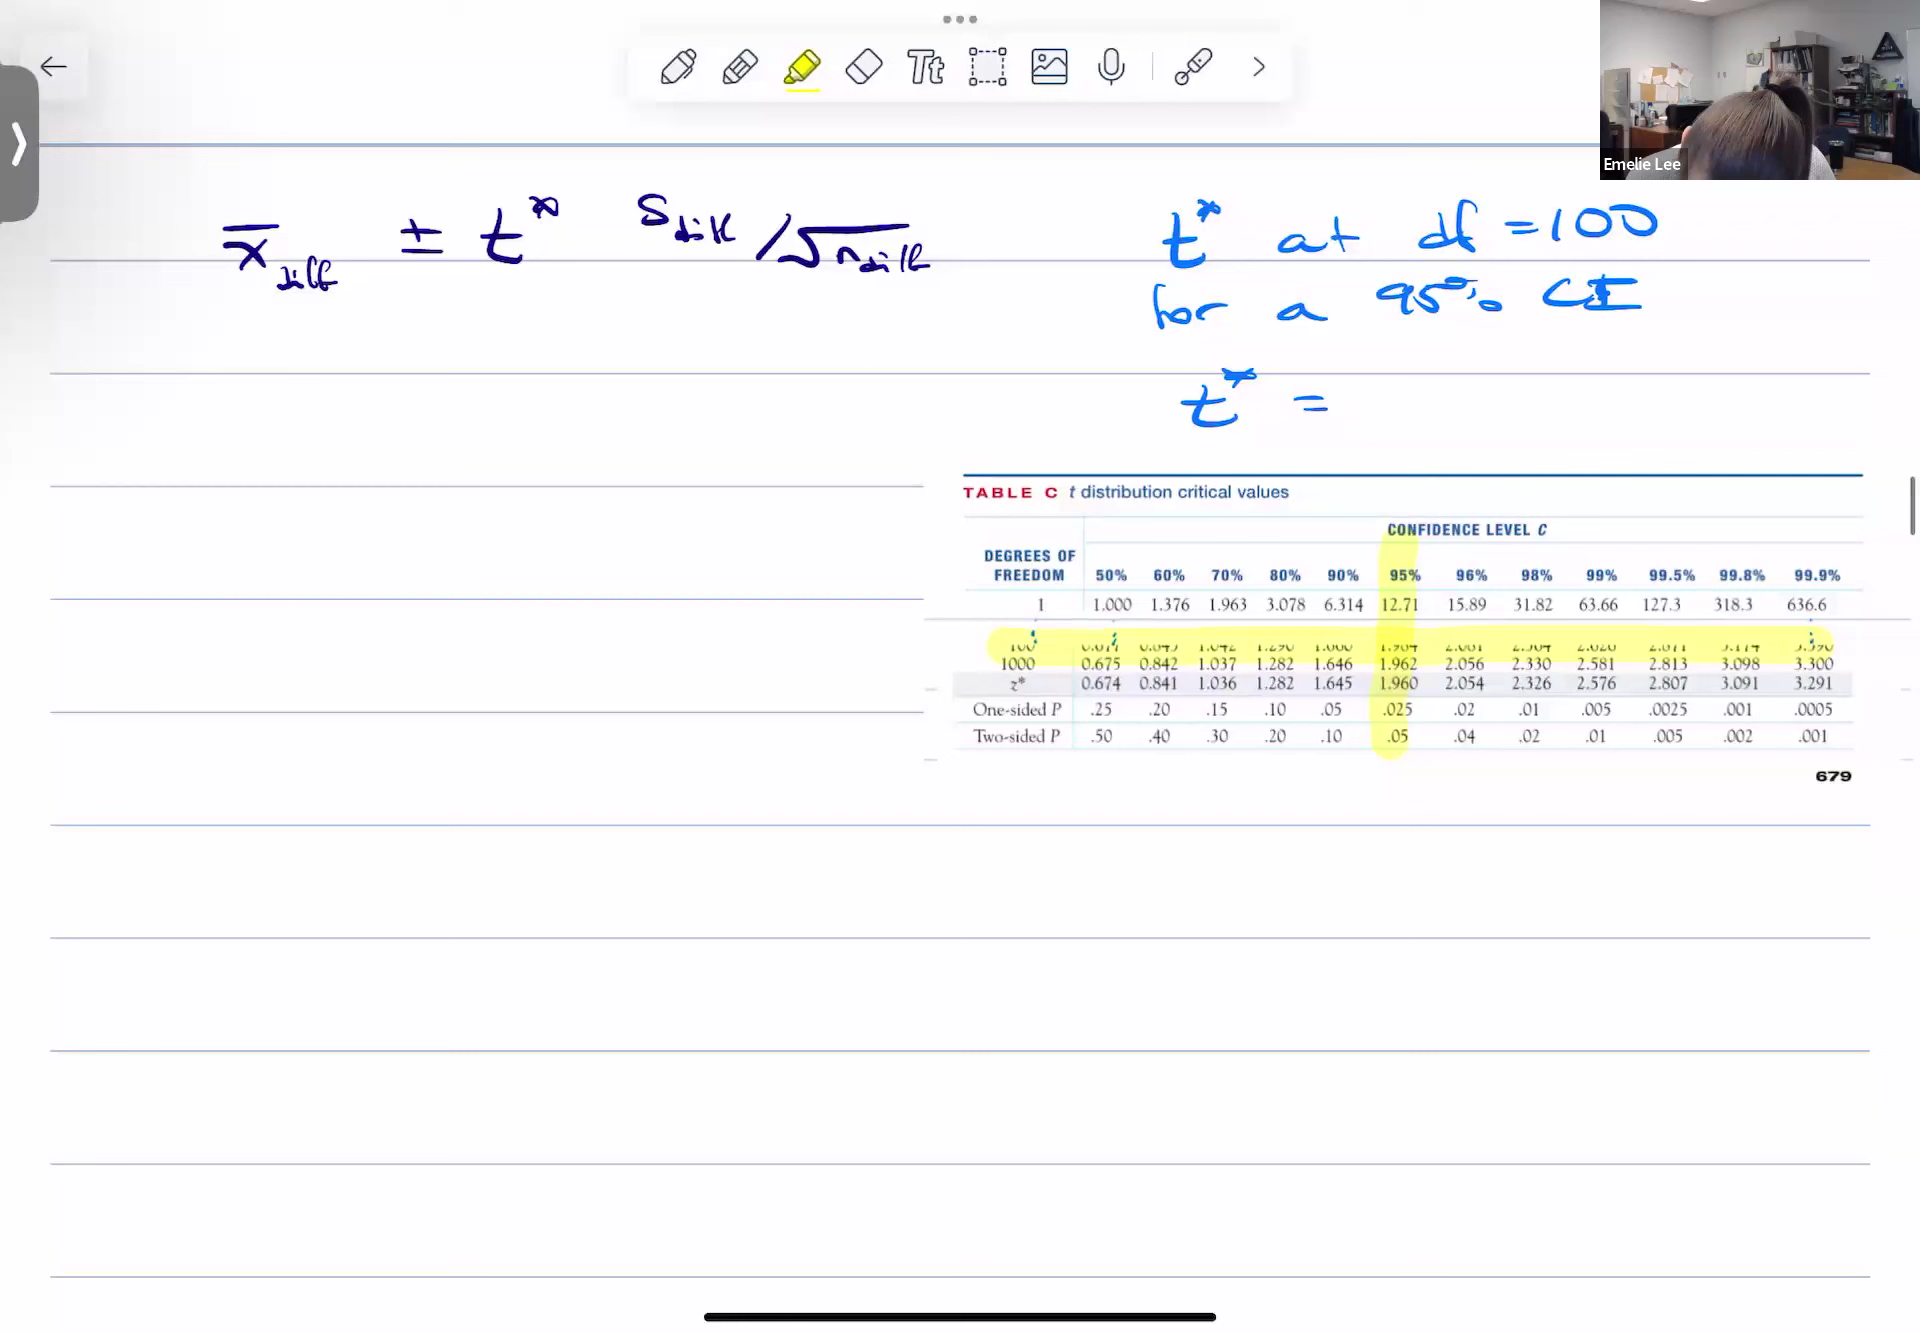 Tt
Emelie Lee
x̄diff ± t* sdiff/√ndiff
t* at df = 100
for a 95% CI
t* =
TABLE C t distribution critical values
CONFIDENCE LEVEL C
DEGREES OF
FREEDOM 50% 60% 70% 80% 90% 95% 96% 98% 99% 99.5% 99.8% 99.9%
1 1.000 1.376 1.963 3.078 6.314 12.71 15.89 31.82 63.66 127.3 318.3 636.6
100
1000 0.675 0.842 1.037 1.282 1.646 1.962 2.056 2.330 2.581 2.813 3.098 3.300
z* 0.674 0.841 1.036 1.282 1.645 1.960 2.054 2.326 2.576 2.807 3.091 3.291
One-sided P .25 .20 .15 .10 .05 .025 .02 .01 .005 .0025 .001 .0005
Two-sided P .50 .40 .30 .20 .10 .05 .04 .02 .01 .005 .002 .001
679